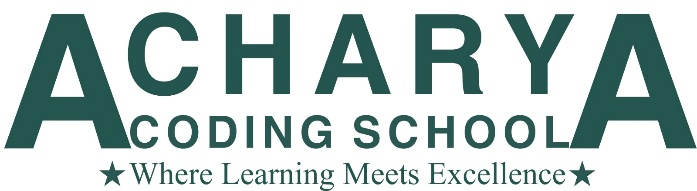 ACHARYA
CODING SCHOOL
★Where Learning Meets Excellence★